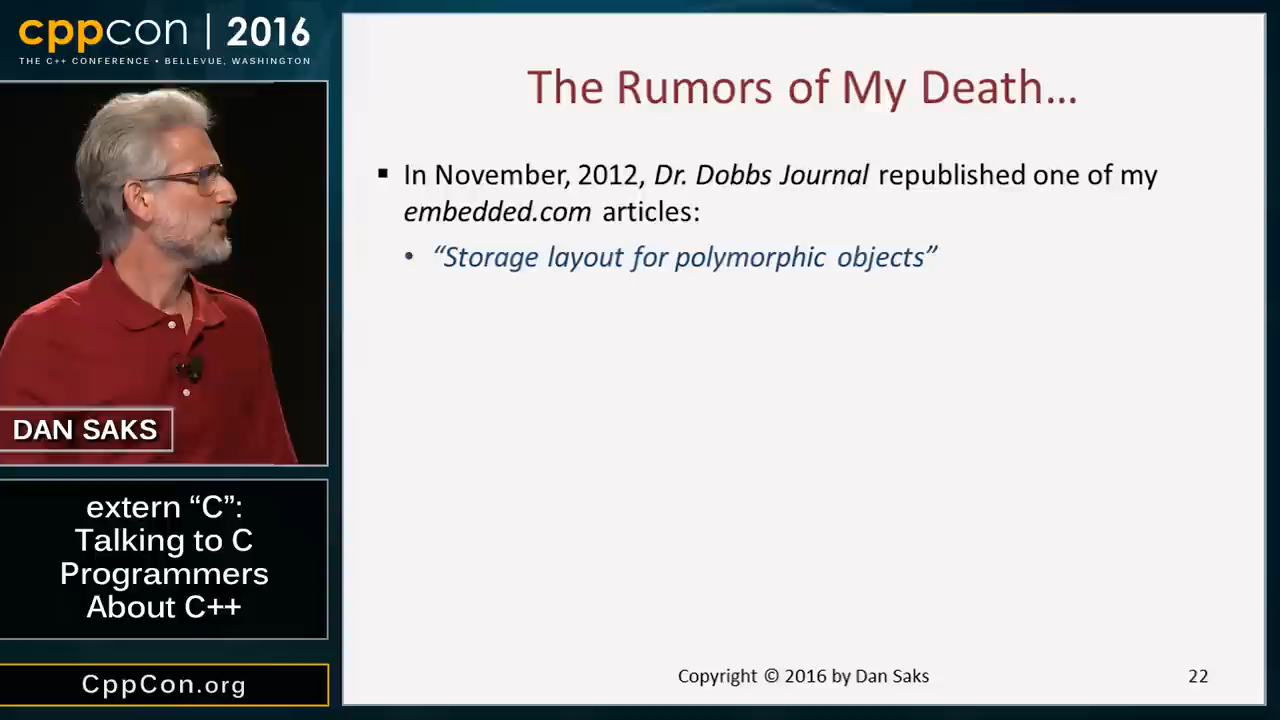 cppcon | 2016
THE C++ CONFERENCE • BELLEVUE, WASHINGTON
DAN SAKS
extern “C”:
Talking to C
Programmers
About C++
CppCon.org
The Rumors of My Death…
▪ In November, 2012, Dr. Dobbs Journal republished one of my
embedded.com articles:
• “Storage layout for polymorphic objects”
Copyright © 2016 by Dan Saks
22